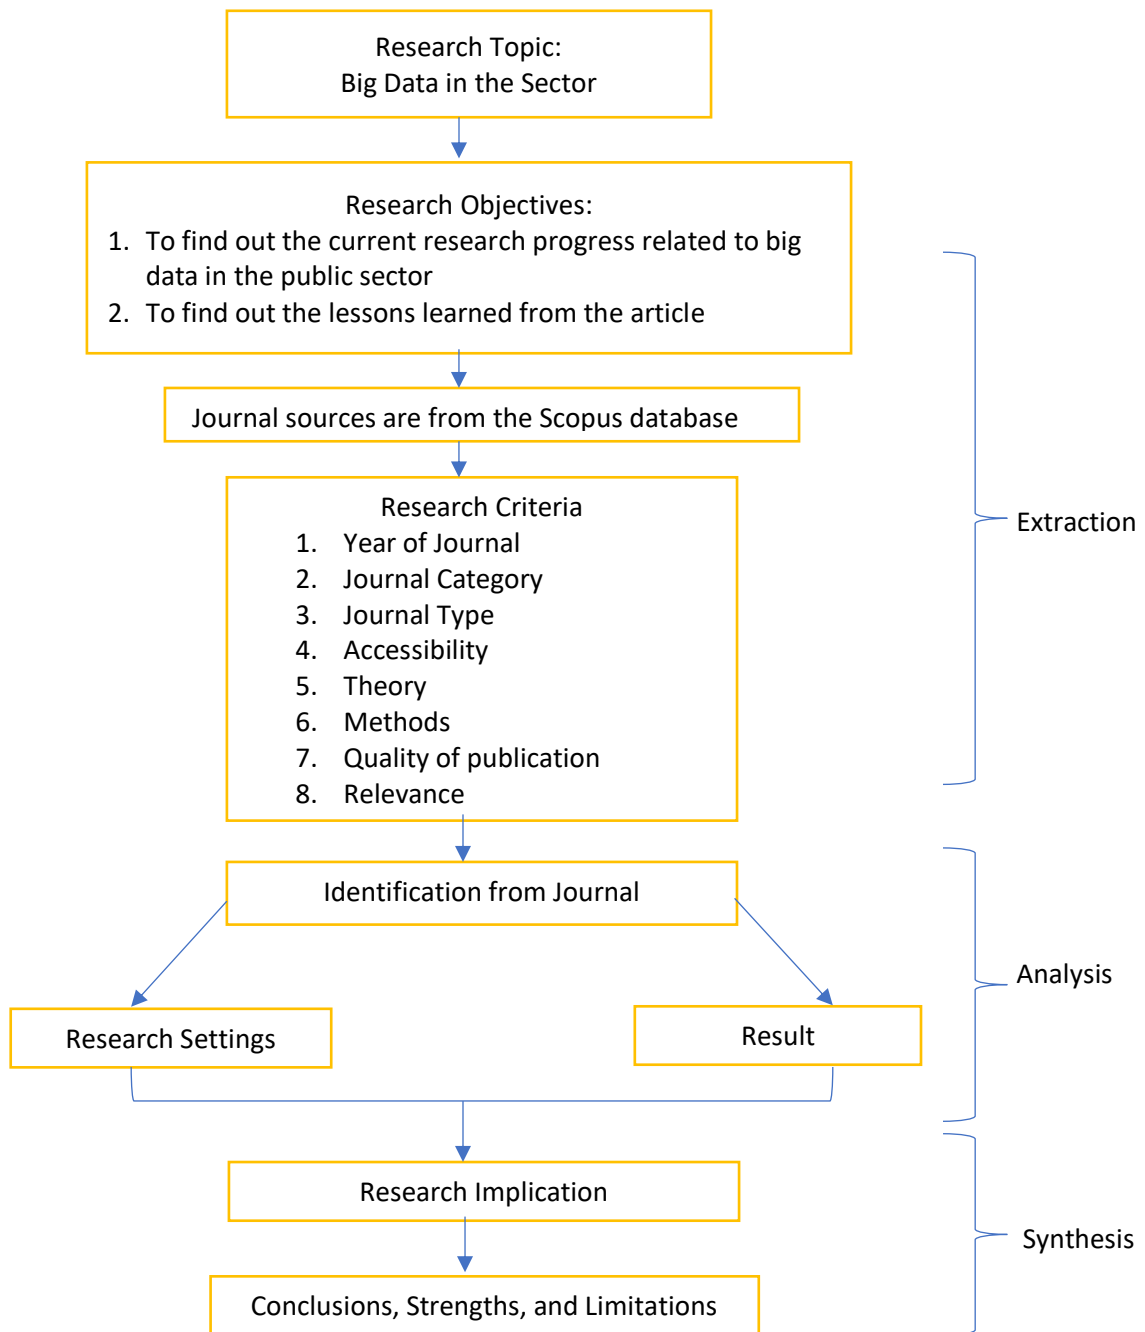 Research Topic:
Big Data in the Sector
Research Objectives:
1. To find out the current research progress related to big
data in the public sector
2. To find out the lessons learned from the article
Journal sources are from the Scopus database
Research Criteria
1. Year of Journal
2. Journal Category
3. Journal Type
4. Accessibility
5. Theory
6. Methods
7. Quality of publication
8. Relevance
Extraction
Identification from Journal
Analysis
Research Settings
Result
Research Implication
Synthesis
Conclusions, Strengths, and Limitations